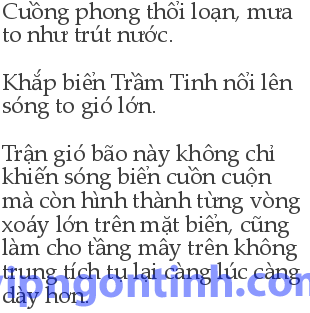 Cuồng phong thổi loạn, mưa
to như trút nước.
Khắp biển Trầm Tinh nổi lên
sóng to gió lớn.
Trận gió bão này không chỉ
khiến sóng biển cuồn cuộn
mà còn hình thành từng vòng
xoáy lớn trên mặt biển, cũng
làm cho tầng mây trên không
trung tích tụ lại càng lúc càng
dày hơn.
vipngontinh.com